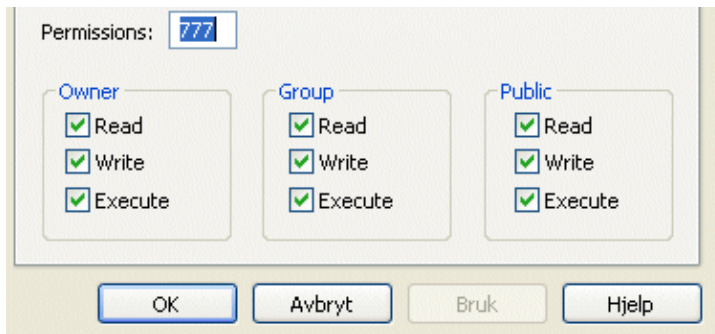 Permissions: 777
Owner Group Public
Read Read Read
Write Write Write
Execute Execute Execute
OK Avbryt Bruk Hjelp